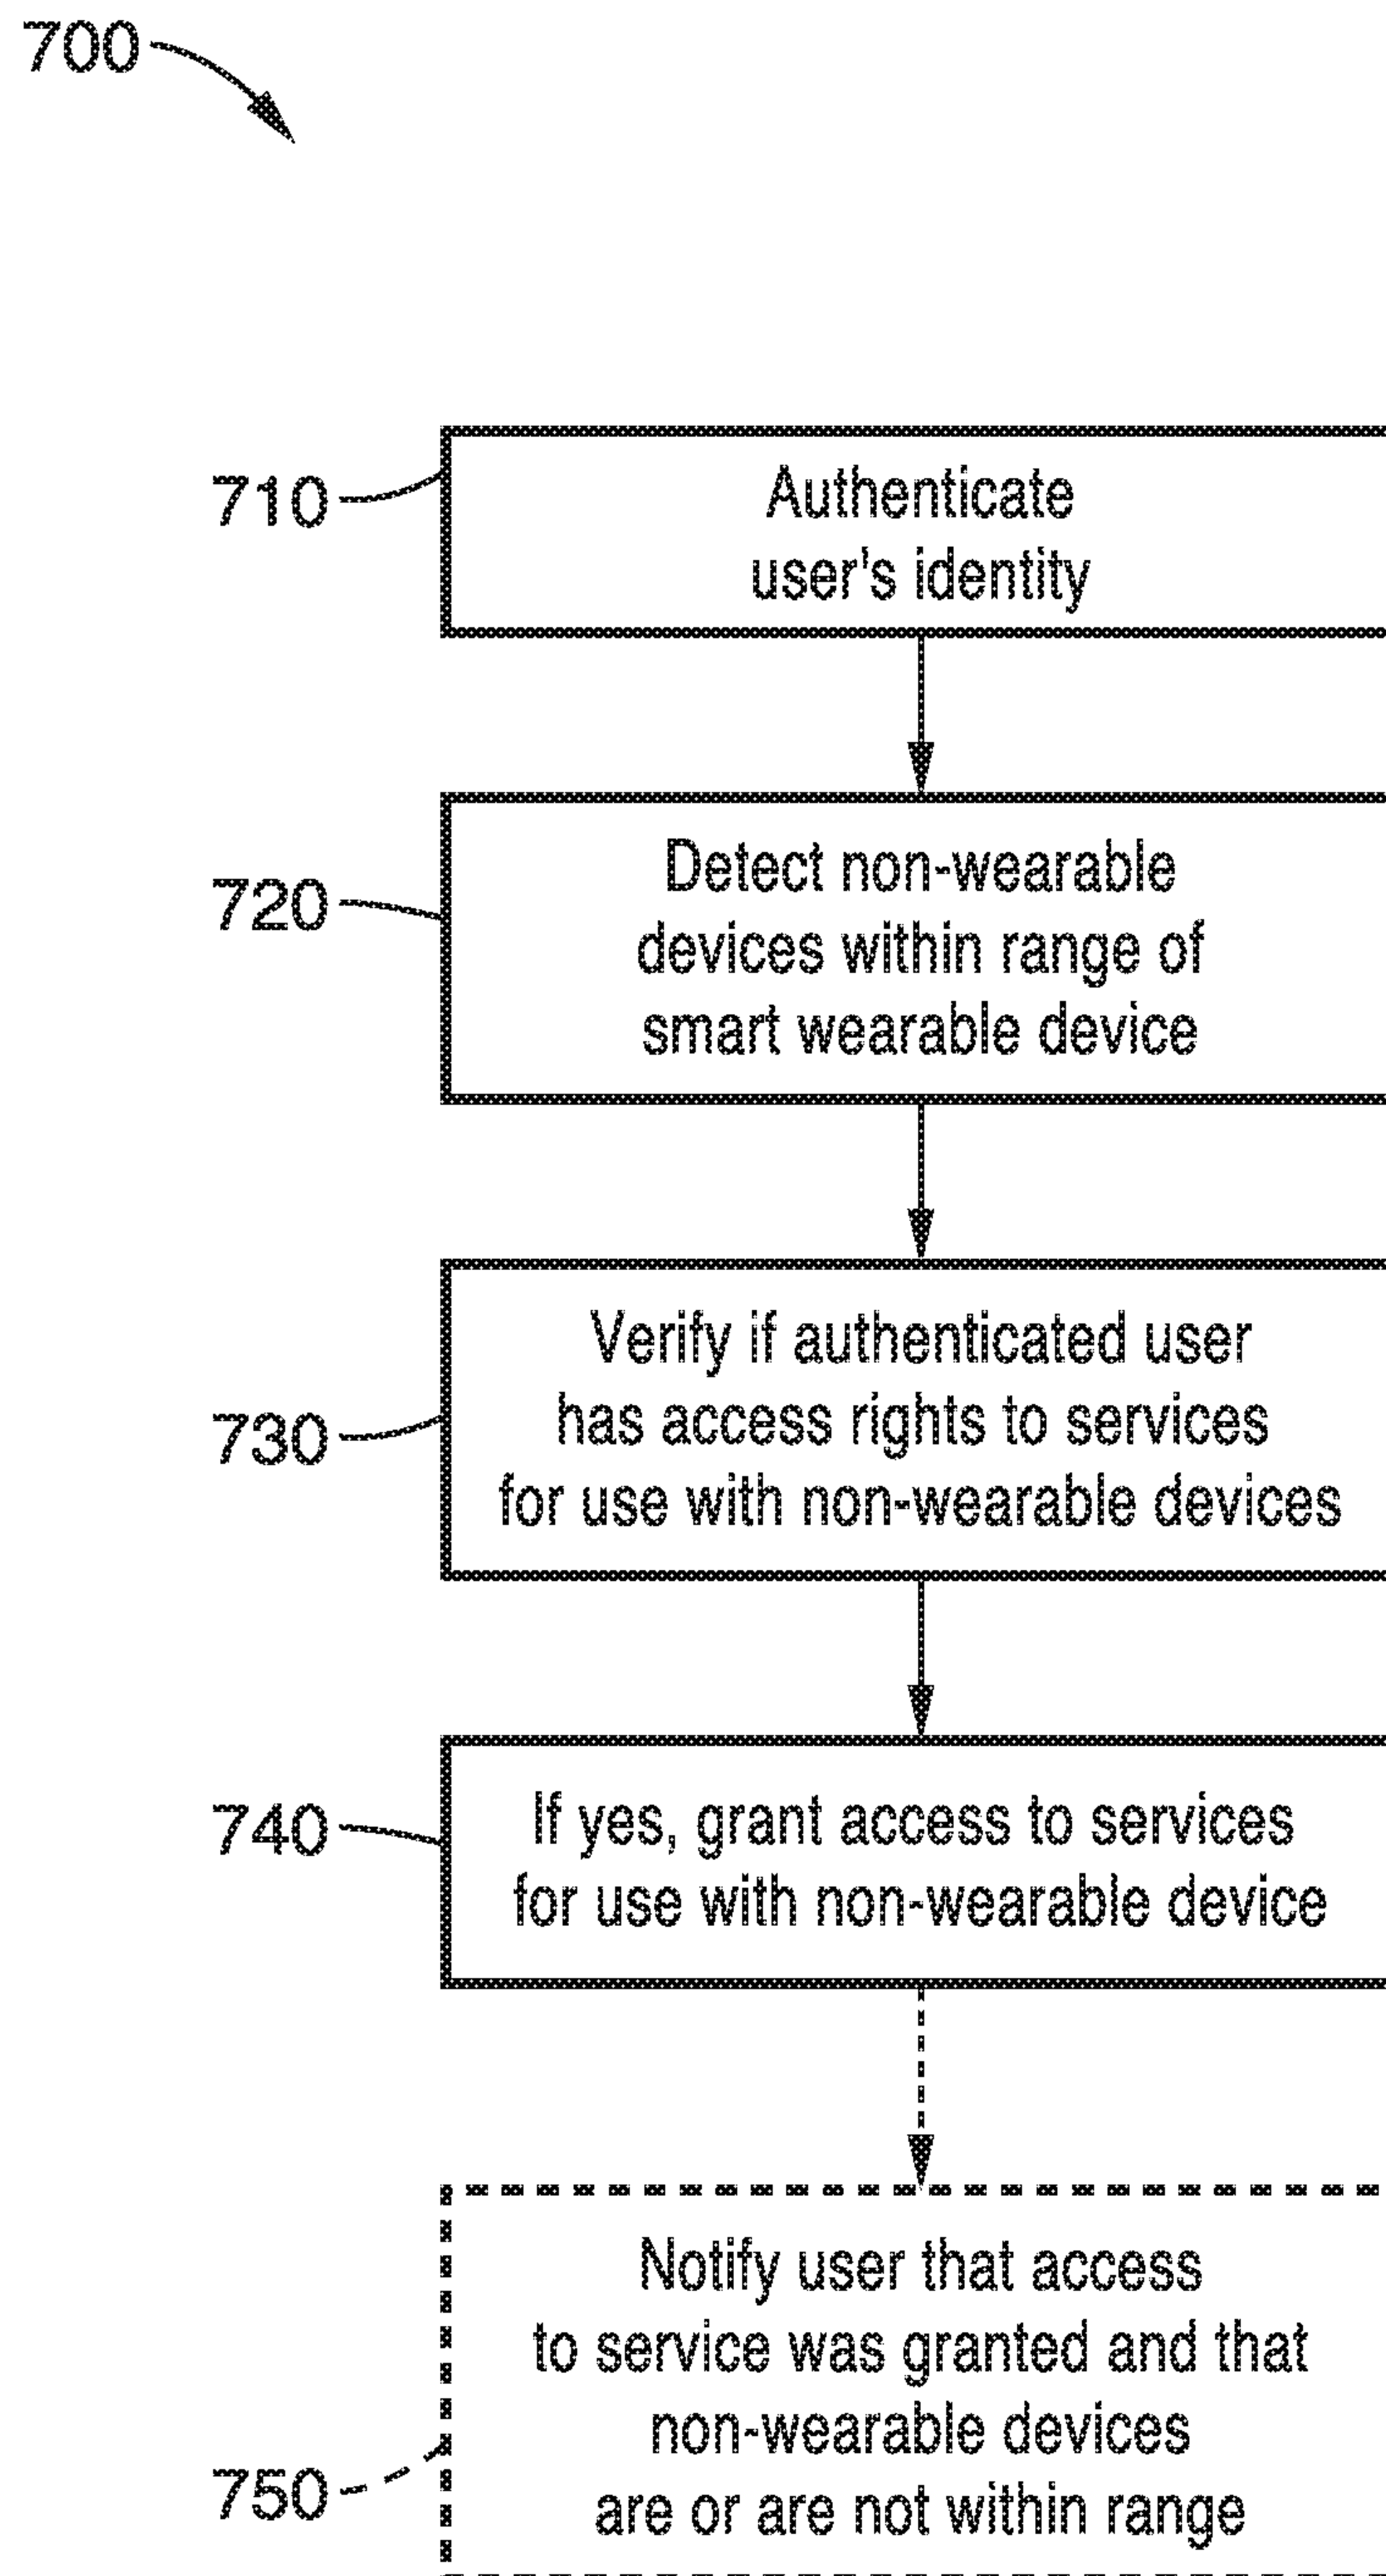 700
710
Authenticate
user's identity
720
Detect non-wearable
devices within range of
smart wearable device
730
Verify if authenticated user
has access rights to services
for use with non-wearable devices
740
If yes, grant access to services
for use with non-wearable device
750
Notify user that access
to service was granted and that
non-wearable devices
are or are not within range